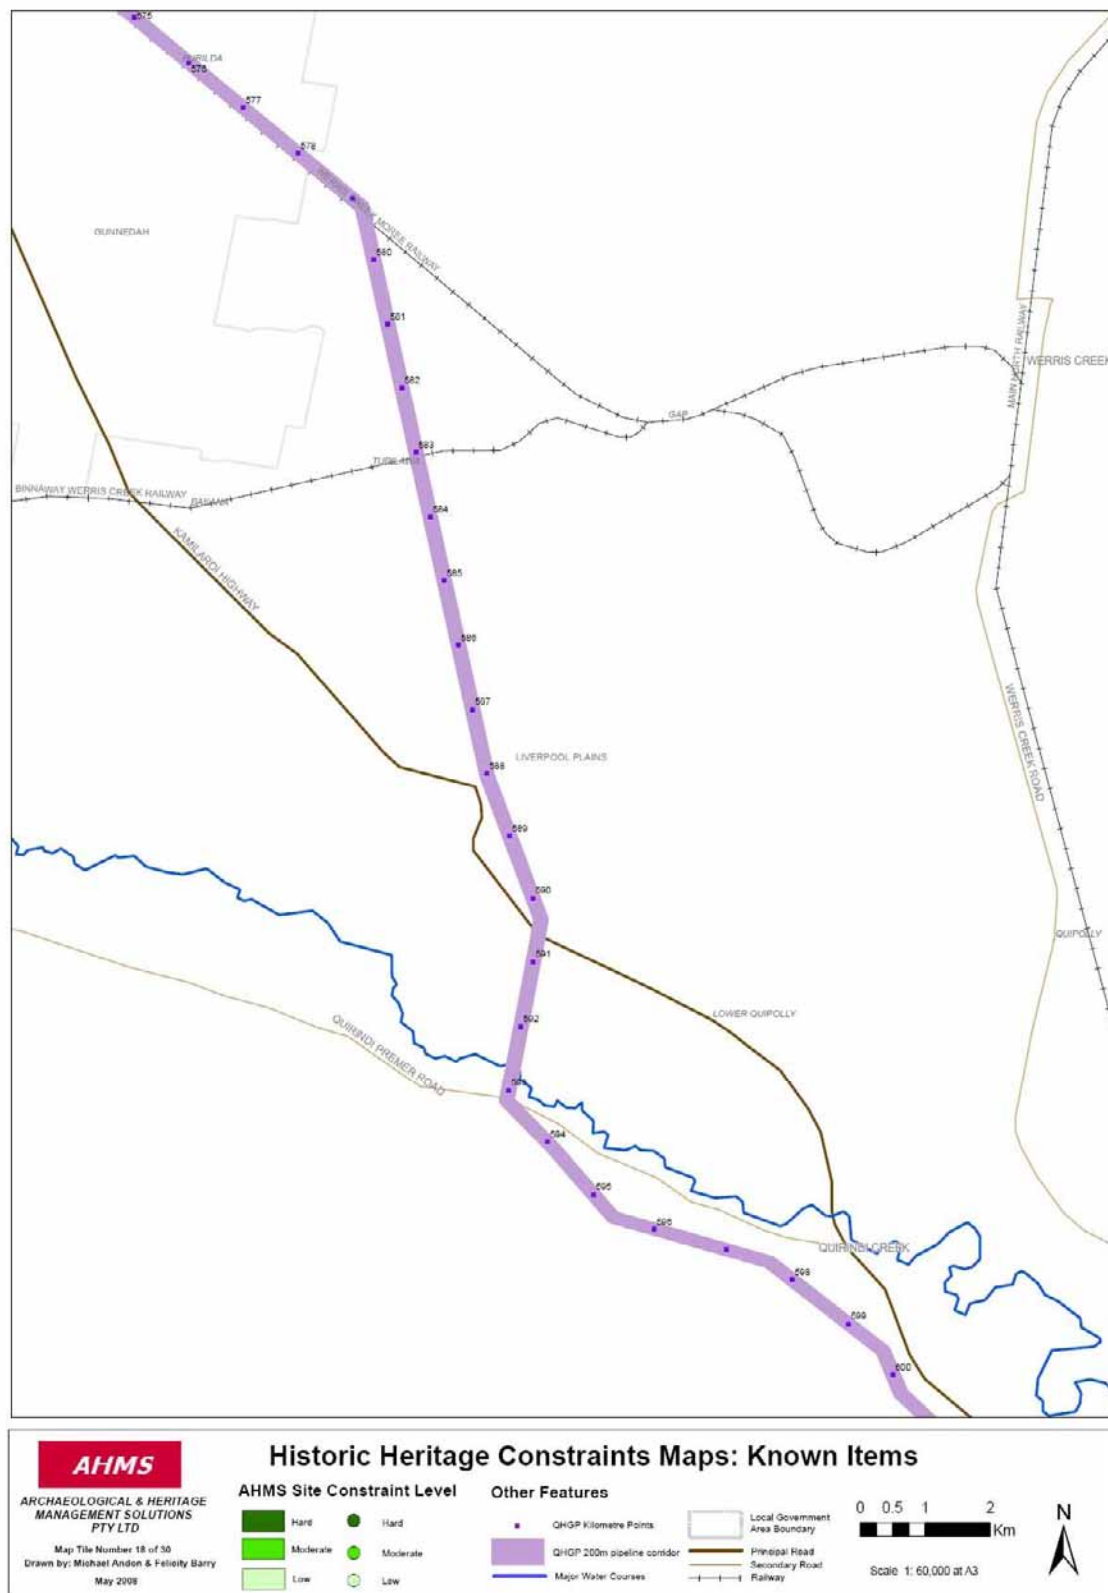 575
576
577
578
GUNNEDAH
MOREE RAILWAY
580
581
582
583
584
585
586
587
588
589
590
591
592
594
595
596
598
599
600
MAIN NORTH RAILWAY
WERRIS CREEK
GAP
BINNAWAY WERRIS CREEK RAILWAY
KAMILAROI HIGHWAY
LIVERPOOL PLAINS
WERRIS CREEK ROAD
QUIPOLLY
LOWER QUIPOLLY
QUIRINDI PREMER ROAD
QUIRINDI CREEK
AHMS
ARCHAEOLOGICAL & HERITAGE
MANAGEMENT SOLUTIONS
PTY LTD
Map Tile Number 18 of 30
Drawn by: Michael Andon & Felicity Barry
May 2008
Historic Heritage Constraints Maps: Known Items
AHMS Site Constraint Level
Hard
Hard
Moderate
Moderate
Low
Low
Other Features
QHGP Kilometre Points
QHGP 200m pipeline corridor
Major Water Courses
Local Government
Area Boundary
Principal Road
Secondary Road
Railway
0 0.5 1 2
Km
Scale 1: 60,000 at A3
N